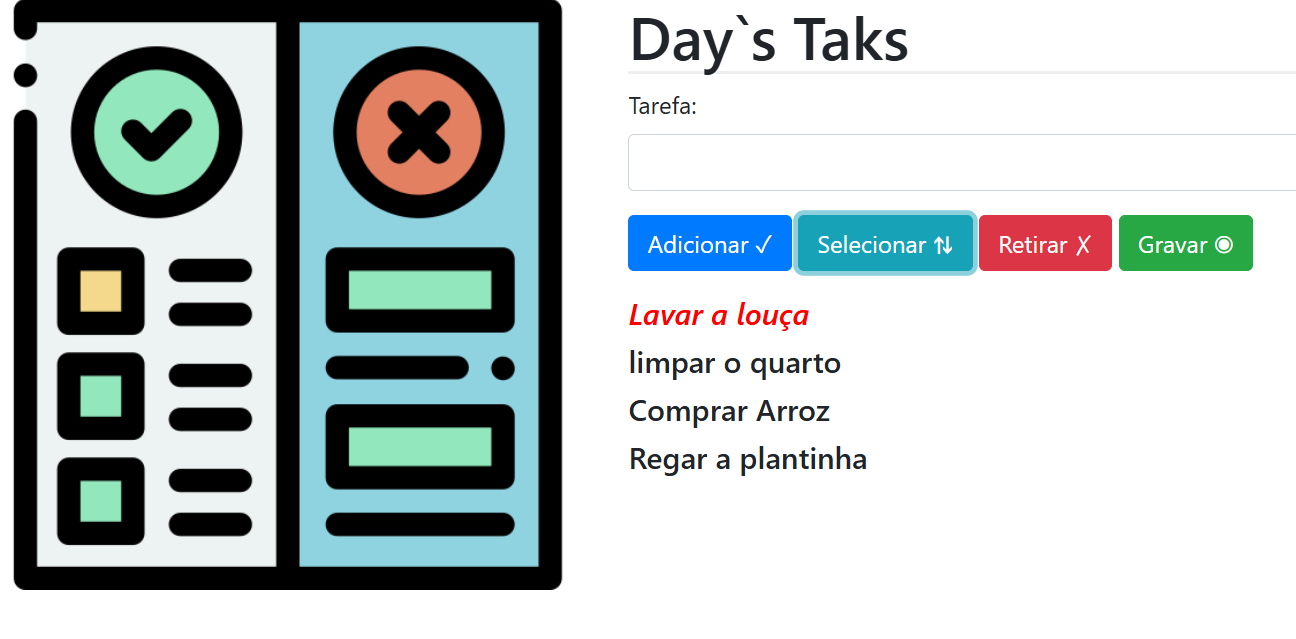 Day`s Taks
Tarefa:
Adicionar ✓ Selecionar ⇅ Retirar ╳ Gravar ◉
Lavar a louça
limpar o quarto
Comprar Arroz
Regar a plantinha